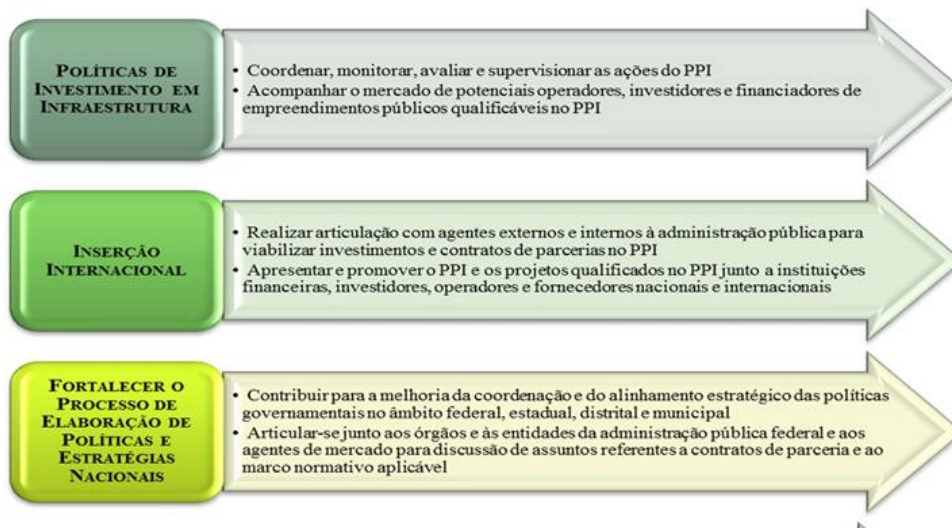 POLÍTICAS DE
INVESTIMENTO EM
INFRAESTRUTURA
• Coordenar, monitorar, avaliar e supervisionar as ações do PPI
• Acompanhar o mercado de potenciais operadores, investidores e financiadores de
empreendimentos públicos qualificáveis no PPI
INSERÇÃO
INTERNACIONAL
• Realizar articulação com agentes externos e internos à administração pública para
viabilizar investimentos e contratos de parcerias no PPI
• Apresentar e promover o PPI e os projetos qualificados no PPI junto a instituições
financeiras, investidores, operadores e fornecedores nacionais e internacionais
FORTALECER O
PROCESSO DE
ELABORAÇÃO DE
POLÍTICAS E
ESTRATÉGIAS
NACIONAIS
• Contribuir para a melhoria da coordenação e do alinhamento estratégico das políticas
governamentais no âmbito federal, estadual, distrital e municipal
• Articular-se junto aos órgãos e às entidades da administração pública federal e aos
agentes de mercado para discussão de assuntos referentes a contratos de parceria e ao
marco normativo aplicável